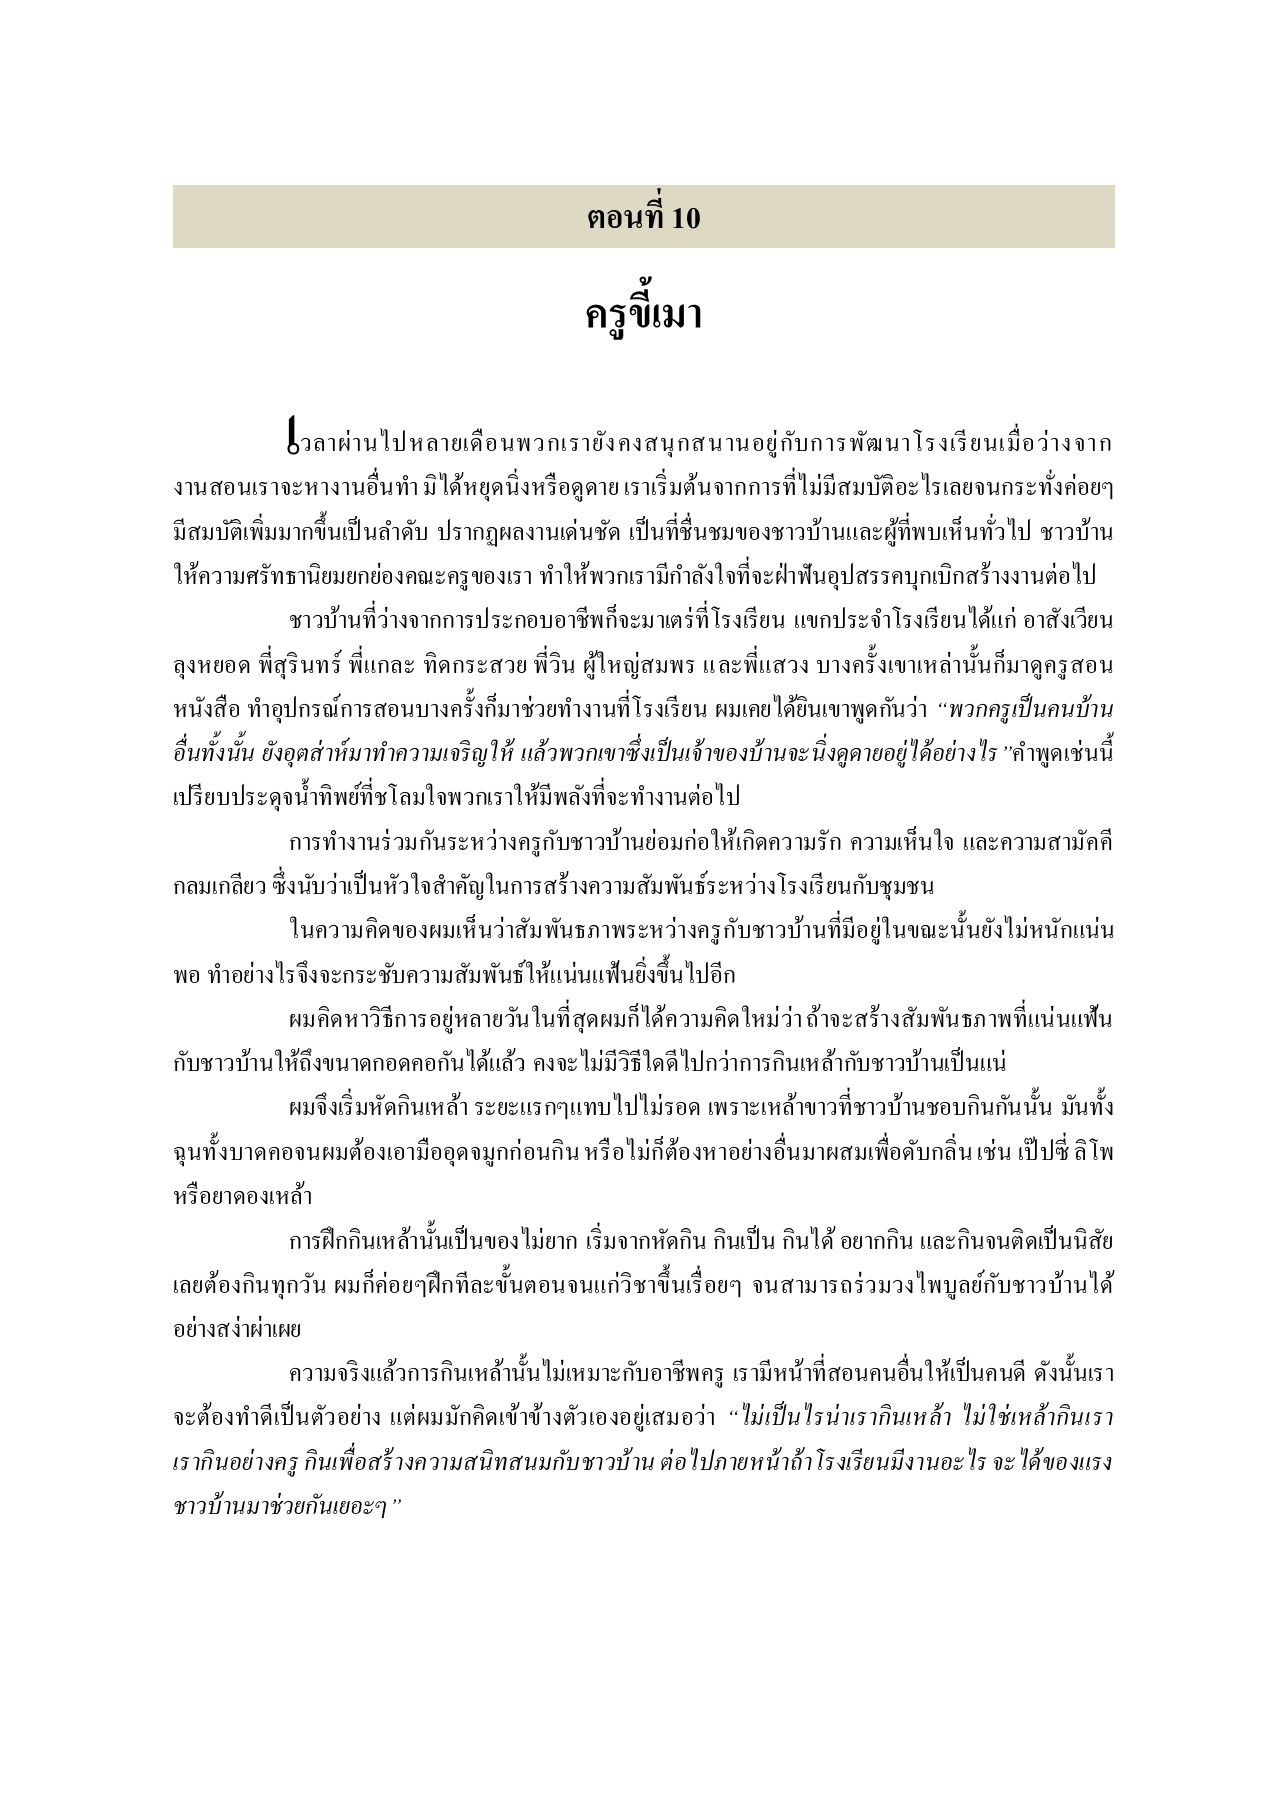 ตอนที่ 10
ครูขี้เมา
เวลาผ่านไปหลายเดือนพวกเรายังคงสนุกสนานอยู่กับการพัฒนาโรงเรียนเมื่อว่างจาก
งานสอนเราจะหางานอื่นทำ มิได้หยุดนิ่งหรือดูดาย เราเริ่มต้นจากการที่ไม่มีสมบัติอะไรเลยจนกระทั่งค่อยๆ
มีสมบัติเพิ่มมากขึ้นเป็นลำดับ ปรากฏผลงานเด่นชัด เป็นที่ชื่นชมของชาวบ้านและผู้ที่พบเห็นทั่วไป ชาวบ้าน
ให้ความศรัทธานิยมยกย่องคณะครูของเรา ทำให้พวกเรามีกำลังใจที่จะฝ่าฟันอุปสรรคบุกเบิกสร้างงานต่อไป
ชาวบ้านที่ว่างจากการประกอบอาชีพก็จะมาเตร่ที่โรงเรียน แขกประจำโรงเรียนได้แก่ อาสังเวียน
ลุงหยอด พี่สุรินทร์ พี่แกละ ทิดกระสวย พี่วิน ผู้ใหญ่สมพร และพี่แสวง บางครั้งเขาเหล่านั้นก็มาดูครูสอน
หนังสือ ทำอุปกรณ์การสอนบางครั้งก็มาช่วยทำงานที่โรงเรียน ผมเคยได้ยินเขาพูดกันว่า “พวกครูเป็นคนบ้าน
อื่นทั้งนั้น ยังอุตส่าห์มาทำความเจริญให้ แล้วพวกเขาซึ่งเป็นเจ้าของบ้านจะนิ่งดูดายอยู่ได้อย่างไร”คำพูดเช่นนี้
เปรียบประดุจน้ำทิพย์ที่ชโลมใจพวกเราให้มีพลังที่จะทำงานต่อไป
การทำงานร่วมกันระหว่างครูกับชาวบ้านย่อมก่อให้เกิดความรัก ความเห็นใจ และความสามัคคี
กลมเกลียว ซึ่งนับว่าเป็นหัวใจสำคัญในการสร้างความสัมพันธ์ระหว่างโรงเรียนกับชุมชน
ในความคิดของผมเห็นว่าสัมพันธภาพระหว่างครูกับชาวบ้านที่มีอยู่ในขณะนั้นยังไม่หนักแน่น
พอ ทำอย่างไรจึงจะกระชับความสัมพันธ์ให้แน่นแฟ้นยิ่งขึ้นไปอีก
ผมคิดหาวิธีการอยู่หลายวันในที่สุดผมก็ได้ความคิดใหม่ว่า ถ้าจะสร้างสัมพันธภาพที่แน่นแฟ้น
กับชาวบ้านให้ถึงขนาดกอดคอกันได้แล้ว คงจะไม่มีวิธีใดดีไปกว่าการกินเหล้ากับชาวบ้านเป็นแน่
ผมจึงเริ่มหัดกินเหล้า ระยะแรกๆแทบไปไม่รอด เพราะเหล้าขาวที่ชาวบ้านชอบกินกันนั้น มันทั้ง
ฉุนทั้งบาดคอจนผมต้องเอามืออุดจมูกก่อนกิน หรือไม่ก็ต้องหาอย่างอื่นมาผสมเพื่อดับกลิ่น เช่น เป๊ปซี่ ลิโพ
หรือยาดองเหล้า
การฝึกกินเหล้านั้นเป็นของไม่ยาก เริ่มจากหัดกิน กินเป็น กินได้ อยากกิน และกินจนติดเป็นนิสัย
เลยต้องกินทุกวัน ผมก็ค่อยๆฝึกทีละขั้นตอนจนแก่วิชาขึ้นเรื่อยๆ จนสามารถร่วมวงไพบูลย์กับชาวบ้านได้
อย่างสง่าผ่าเผย
ความจริงแล้วการกินเหล้านั้นไม่เหมาะกับอาชีพครู เรามีหน้าที่สอนคนอื่นให้เป็นคนดี ดังนั้นเรา
จะต้องทำดีเป็นตัวอย่าง แต่ผมมักคิดเข้าข้างตัวเองอยู่เสมอว่า “ไม่เป็นไรน่าเรากินเหล้า ไม่ใช่เหล้ากินเรา
เรากินอย่างครู กินเพื่อสร้างความสนิทสนมกับชาวบ้าน ต่อไปภายหน้าถ้าโรงเรียนมีงานอะไร จะได้ของแรง
ชาวบ้านมาช่วยกันเยอะๆ”